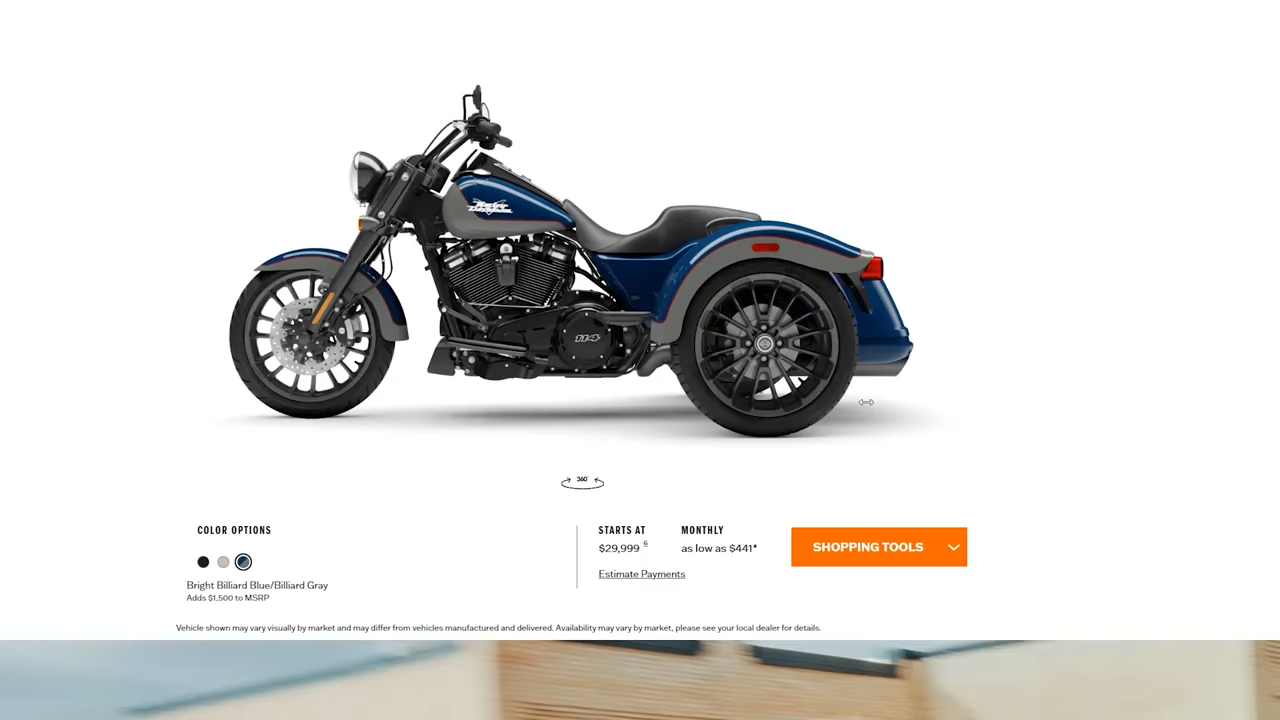 114
360°
COLOR OPTIONS
Bright Billiard Blue/Billiard Gray
Adds $1,500 to MSRP
STARTS AT
$29,999 6
Estimate Payments
MONTHLY
as low as $441*
SHOPPING TOOLS
Vehicle shown may vary visually by market and may differ from vehicles manufactured and delivered. Availability may vary by market, please see your local dealer for details.